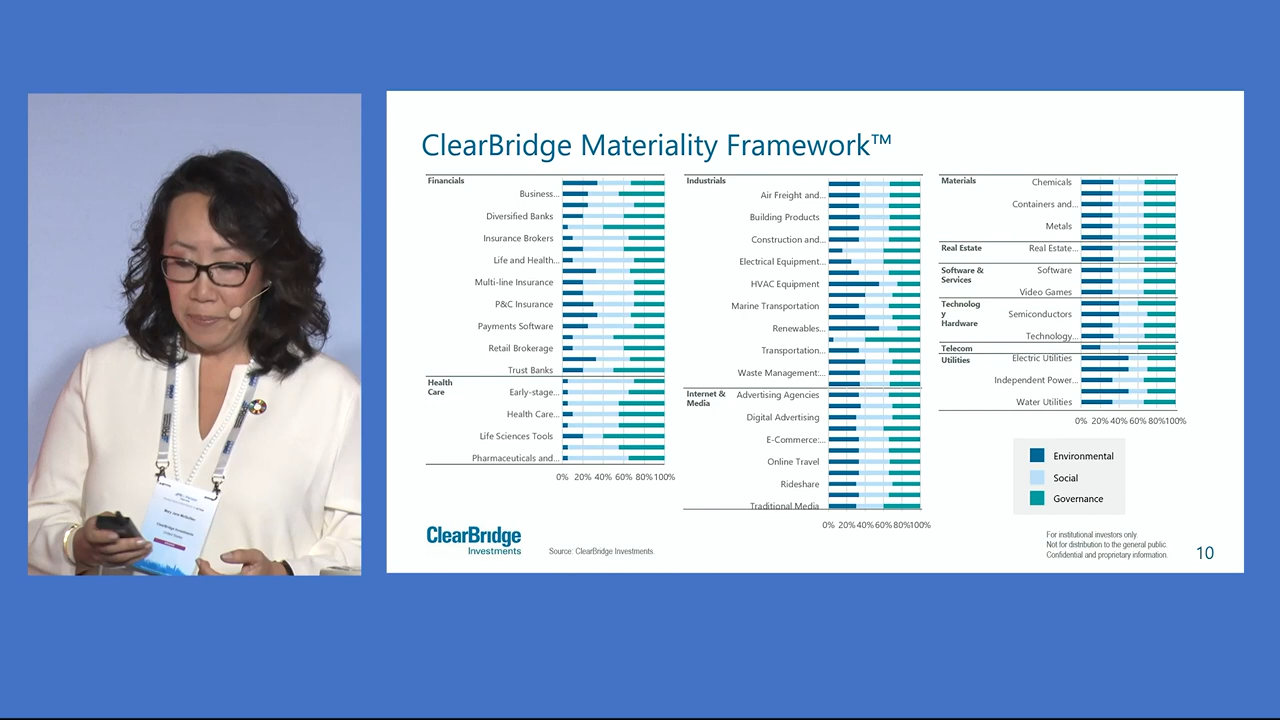 ClearBridge Materiality Framework™
Financials
Business...
Diversified Banks
Insurance Brokers
Life and Health...
Multi-line Insurance
P&C Insurance
Payments Software
Retail Brokerage
Trust Banks
Health
Care
Early-stage...
Health Care...
Life Sciences Tools
Pharmaceuticals and...
0% 20% 40% 60% 80% 100%
Industrials
Air Freight and...
Building Products
Construction and...
Electrical Equipment...
HVAC Equipment
Marine Transportation
Renewables...
Transportation...
Waste Management:...
Internet &
Media
Advertising Agencies
Digital Advertising
E-Commerce:...
Online Travel
Rideshare
Traditional Media
0% 20% 40% 60% 80% 100%
Materials
Chemicals
Containers and...
Metals
Real Estate
Real Estate...
Software &
Services
Software
Video Games
Technolog
y
Hardware
Semiconductors
Technology...
Telecom
Utilities
Electric Utilities
Independent Power...
Water Utilities
0% 20% 40% 60% 80% 100%
Environmental
Social
Governance
ClearBridge
Investments
Source: ClearBridge Investments
For institutional investors only.
Not for distribution to the general public.
Confidential and proprietary information.
10